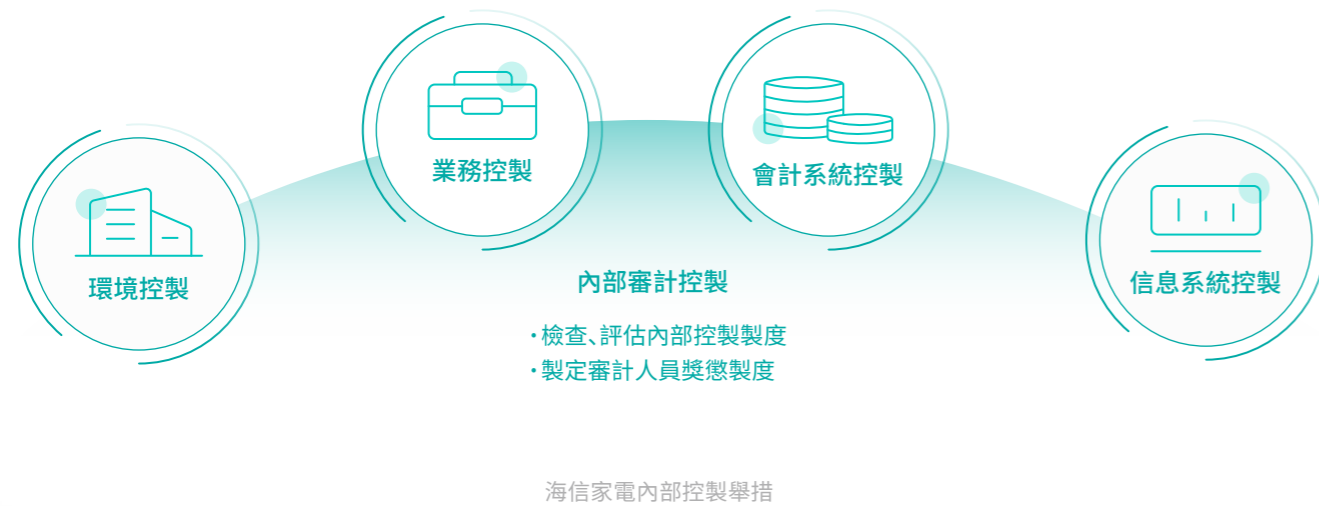 環境控製
業務控製
會計系統控製
信息系統控製
內部審計控製
·檢查、評估內部控製製度
·製定審計人員獎懲製度
海信家電內部控製舉措